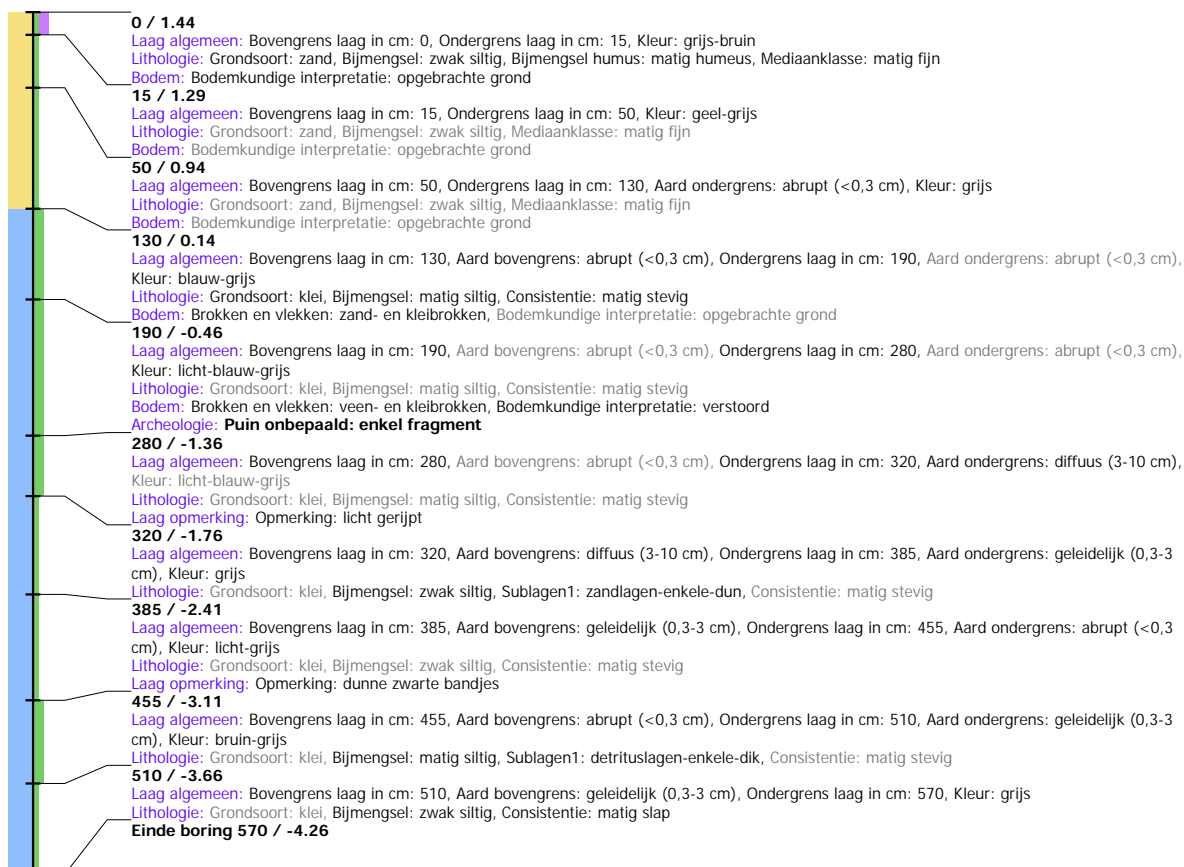 0 / 1.44
Laag algemeen: Bovengrens laag in cm: 0, Ondergrens laag in cm: 15, Kleur: grijs-bruin
Lithologie: Grondsoort: zand, Bijmengsel: zwak siltig, Bijmengsel humus: matig humeus, Mediaanklasse: matig fijn
Bodem: Bodemkundige interpretatie: opgebrachte grond
15 / 1.29
Laag algemeen: Bovengrens laag in cm: 15, Ondergrens laag in cm: 50, Kleur: geel-grijs
Lithologie: Grondsoort: zand, Bijmengsel: zwak siltig, Mediaanklasse: matig fijn
Bodem: Bodemkundige interpretatie: opgebrachte grond
50 / 0.94
Laag algemeen: Bovengrens laag in cm: 50, Ondergrens laag in cm: 130, Aard ondergrens: abrupt (<0,3 cm), Kleur: grijs
Lithologie: Grondsoort: zand, Bijmengsel: zwak siltig, Mediaanklasse: matig fijn
Bodem: Bodemkundige interpretatie: opgebrachte grond
130 / 0.14
Laag algemeen: Bovengrens laag in cm: 130, Aard bovengrens: abrupt (<0,3 cm), Ondergrens laag in cm: 190, Aard ondergrens: abrupt (<0,3 cm),
Kleur: blauw-grijs
Lithologie: Grondsoort: klei, Bijmengsel: matig siltig, Consistentie: matig stevig
Bodem: Brokken en vlekken: zand- en kleibrokken, Bodemkundige interpretatie: opgebrachte grond
190 / -0.46
Laag algemeen: Bovengrens laag in cm: 190, Aard bovengrens: abrupt (<0,3 cm), Ondergrens laag in cm: 280, Aard ondergrens: abrupt (<0,3 cm),
Kleur: licht-blauw-grijs
Lithologie: Grondsoort: klei, Bijmengsel: matig siltig, Consistentie: matig stevig
Bodem: Brokken en vlekken: veen- en kleibrokken, Bodemkundige interpretatie: verstoord
Archeologie: Puin onbepaald: enkel fragment
280 / -1.36
Laag algemeen: Bovengrens laag in cm: 280, Aard bovengrens: abrupt (<0,3 cm), Ondergrens laag in cm: 320, Aard ondergrens: diffuus (3-10 cm),
Kleur: licht-blauw-grijs
Lithologie: Grondsoort: klei, Bijmengsel: matig siltig, Consistentie: matig stevig
Laag opmerking: Opmerking: licht gerijpt
320 / -1.76
Laag algemeen: Bovengrens laag in cm: 320, Aard bovengrens: diffuus (3-10 cm), Ondergrens laag in cm: 385, Aard ondergrens: geleidelijk (0,3-3
cm), Kleur: grijs
Lithologie: Grondsoort: klei, Bijmengsel: zwak siltig, Sublagen1: zandlagen-enkele-dun, Consistentie: matig stevig
385 / -2.41
Laag algemeen: Bovengrens laag in cm: 385, Aard bovengrens: geleidelijk (0,3-3 cm), Ondergrens laag in cm: 455, Aard ondergrens: abrupt (<0,3
cm), Kleur: licht-grijs
Lithologie: Grondsoort: klei, Bijmengsel: zwak siltig, Consistentie: matig stevig
Laag opmerking: Opmerking: dunne zwarte bandjes
455 / -3.11
Laag algemeen: Bovengrens laag in cm: 455, Aard bovengrens: abrupt (<0,3 cm), Ondergrens laag in cm: 510, Aard ondergrens: geleidelijk (0,3-3
cm), Kleur: bruin-grijs
Lithologie: Grondsoort: klei, Bijmengsel: matig siltig, Sublagen1: detrituslagen-enkele-dik, Consistentie: matig stevig
510 / -3.66
Laag algemeen: Bovengrens laag in cm: 510, Aard bovengrens: geleidelijk (0,3-3 cm), Ondergrens laag in cm: 570, Kleur: grijs
Lithologie: Grondsoort: klei, Bijmengsel: zwak siltig, Consistentie: matig slap
Einde boring 570 / -4.26